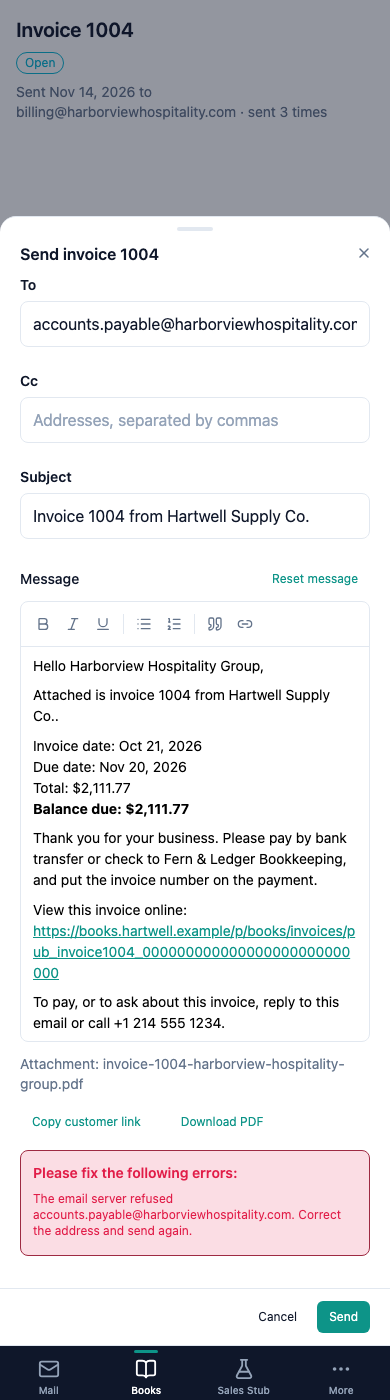 Invoice 1004
Open
Sent Nov 14, 2026 to
billing@harborviewhospitality.com · sent 3 times
Send invoice 1004
To
accounts.payable@harborviewhospitality.cor
Cc
Addresses, separated by commas
Subject
Invoice 1004 from Hartwell Supply Co.
Message
Reset message
Hello Harborview Hospitality Group,
Attached is invoice 1004 from Hartwell Supply
Co..
Invoice date: Oct 21, 2026
Due date: Nov 20, 2026
Total: $2,111.77
Balance due: $2,111.77
Thank you for your business. Please pay by bank
transfer or check to Fern & Ledger Bookkeeping,
and put the invoice number on the payment.
View this invoice online:
https://books.hartwell.example/p/books/invoices/p
ub_invoice1004_000000000000000000000000
000
To pay, or to ask about this invoice, reply to this
email or call +1 214 555 1234.
Attachment: invoice-1004-harborview-hospitality-
group.pdf
Copy customer link
Download PDF
Please fix the following errors:
The email server refused
accounts.payable@harborviewhospitality.com. Correct
the address and send again.
Cancel
Send
Mail
Books
Sales Stub
More